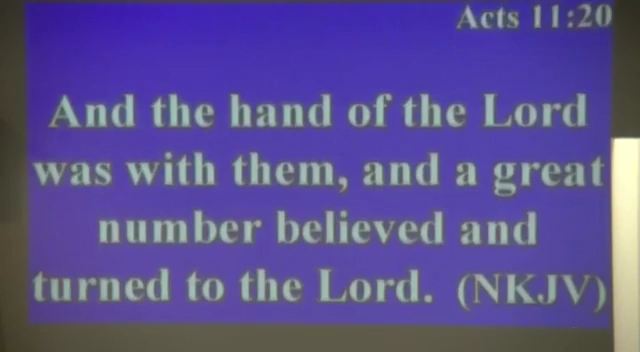 Acts 11:20
And the hand of the Lord
was with them, and a great
number believed and
turned to the Lord. (NKJV)